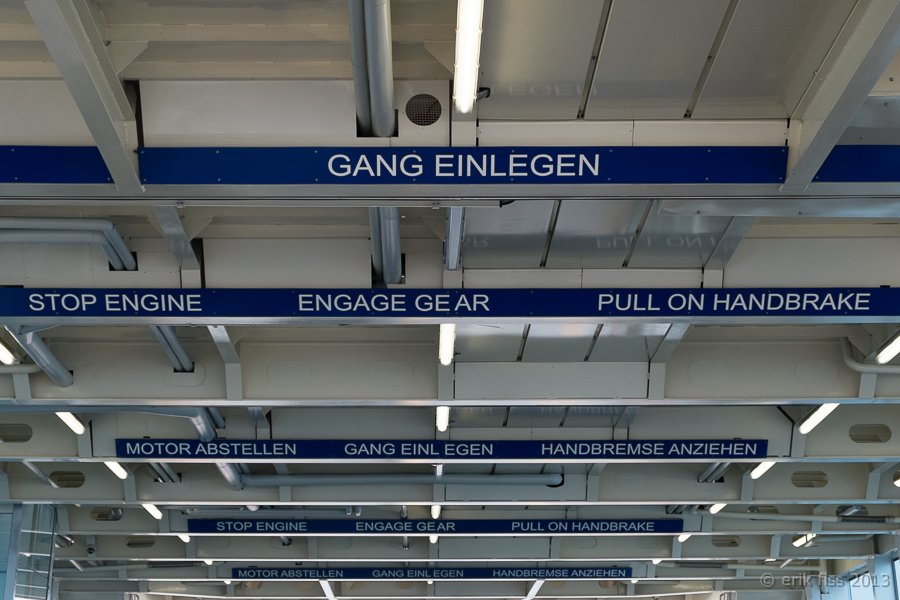 GANG EINLEGEN
STOP ENGINE ENGAGE GEAR PULL ON HANDBRAKE
MOTOR ABSTELLEN GANG EINLEGEN HANDBREMSE ANZIEHEN
STOP ENGINE ENGAGE GEAR PULL ON HANDBRAKE
MOTOR ABSTELLEN GANG EINLEGEN HANDBREMSE ANZIEHEN
© erik fiss 2013